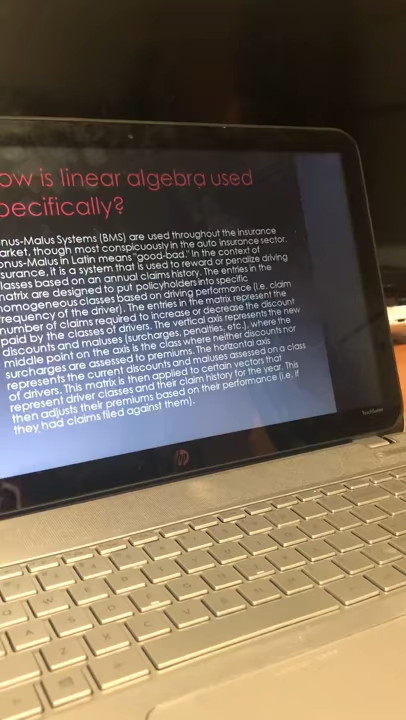 ow is linear algebra used
pecifically?
nus-Malus Systems (BMS) are used throughout the insurance
arket, though most conspicuously in the auto insurance sector.
onus-Malus in Latin means "good-bad." In the context of
surance, it is a system that is used to reward or penalize driving
lasses based on an annual claims history. The entries in the
matrix are designed to put policyholders into specific
homogeneous classes based on driving performance (i.e. claim
frequency of the driver). The entries in the matrix represent the
number of claims required to increase or decrease the discount
paid by the classes of drivers. The vertical axis represents the new
discounts and maluses (surcharges, penalties, etc.), where the
middle point on the axis is the class where neither discounts nor
surcharges are assessed to premiums. The horizontal axis
represents the current discounts and maluses assessed on a class
of drivers. This matrix is then applied to certain vectors that
represent driver classes and their claim history for the year. This
then adjusts their premiums based on their performance (i.e. if
they had claims filed against them).
hp